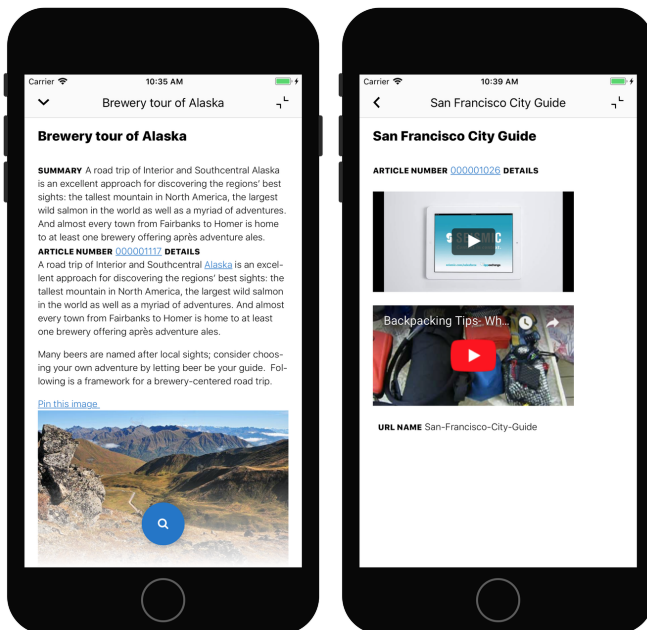 Carrier 10:35 AM
Brewery tour of Alaska
Brewery tour of Alaska
SUMMARY A road trip of Interior and Southcentral Alaska
is an excellent approach for discovering the regions' best
sights: the tallest mountain in North America, the largest
wild salmon in the world as well as a myriad of adventures.
And almost every town from Fairbanks to Homer is home
to at least one brewery offering après adventure ales.
ARTICLE NUMBER 000001117 DETAILS
A road trip of Interior and Southcentral Alaska is an excel-
lent approach for discovering the regions' best sights: the
tallest mountain in North America, the largest wild salmon
in the world as well as a myriad of adventures. And almost
every town from Fairbanks to Homer is home to at least
one brewery offering après adventure ales.
Many beers are named after local sights; consider choos-
ing your own adventure by letting beer be your guide. Fol-
lowing is a framework for a brewery-centered road trip.
Pin this image
Carrier 10:39 AM
San Francisco City Guide
San Francisco City Guide
ARTICLE NUMBER 000001026 DETAILS
Backpacking Tips- Wh...
URL NAME San-Francisco-City-Guide